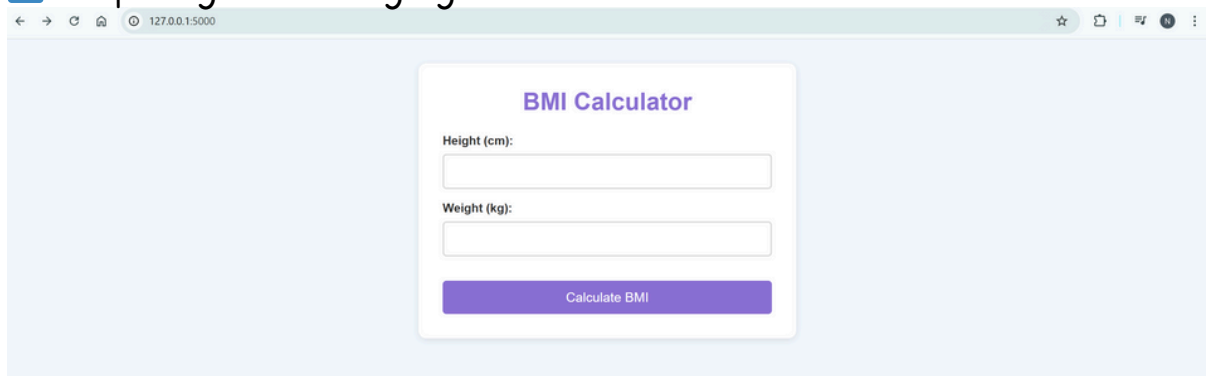 127.0.0.1:5000
N
BMI Calculator
Height (cm):
Weight (kg):
Calculate BMI